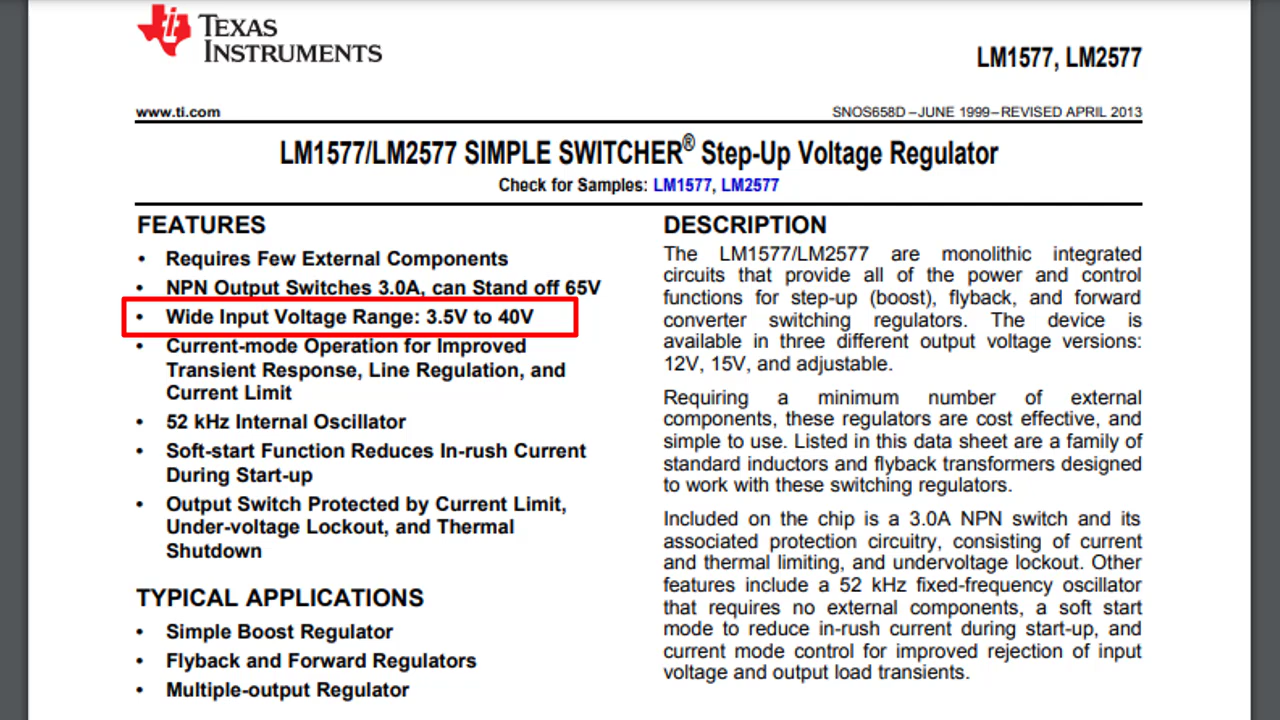 TEXAS
INSTRUMENTS
LM1577, LM2577
www.ti.com
SNOS658D – JUNE 1999 – REVISED APRIL 2013
LM1577/LM2577 SIMPLE SWITCHER® Step-Up Voltage Regulator
Check for Samples: LM1577, LM2577
FEATURES
• Requires Few External Components
• NPN Output Switches 3.0A, can Stand off 65V
• Wide Input Voltage Range: 3.5V to 40V
• Current-mode Operation for Improved
Transient Response, Line Regulation, and
Current Limit
• 52 kHz Internal Oscillator
• Soft-start Function Reduces In-rush Current
During Start-up
• Output Switch Protected by Current Limit,
Under-voltage Lockout, and Thermal
Shutdown
TYPICAL APPLICATIONS
• Simple Boost Regulator
• Flyback and Forward Regulators
• Multiple-output Regulator
DESCRIPTION
The LM1577/LM2577 are monolithic integrated
circuits that provide all of the power and control
functions for step-up (boost), flyback, and forward
converter switching regulators. The device is
available in three different output voltage versions:
12V, 15V, and adjustable.
Requiring a minimum number of external
components, these regulators are cost effective, and
simple to use. Listed in this data sheet are a family of
standard inductors and flyback transformers designed
to work with these switching regulators.
Included on the chip is a 3.0A NPN switch and its
associated protection circuitry, consisting of current
and thermal limiting, and undervoltage lockout. Other
features include a 52 kHz fixed-frequency oscillator
that requires no external components, a soft start
mode to reduce in-rush current during start-up, and
current mode control for improved rejection of input
voltage and output load transients.